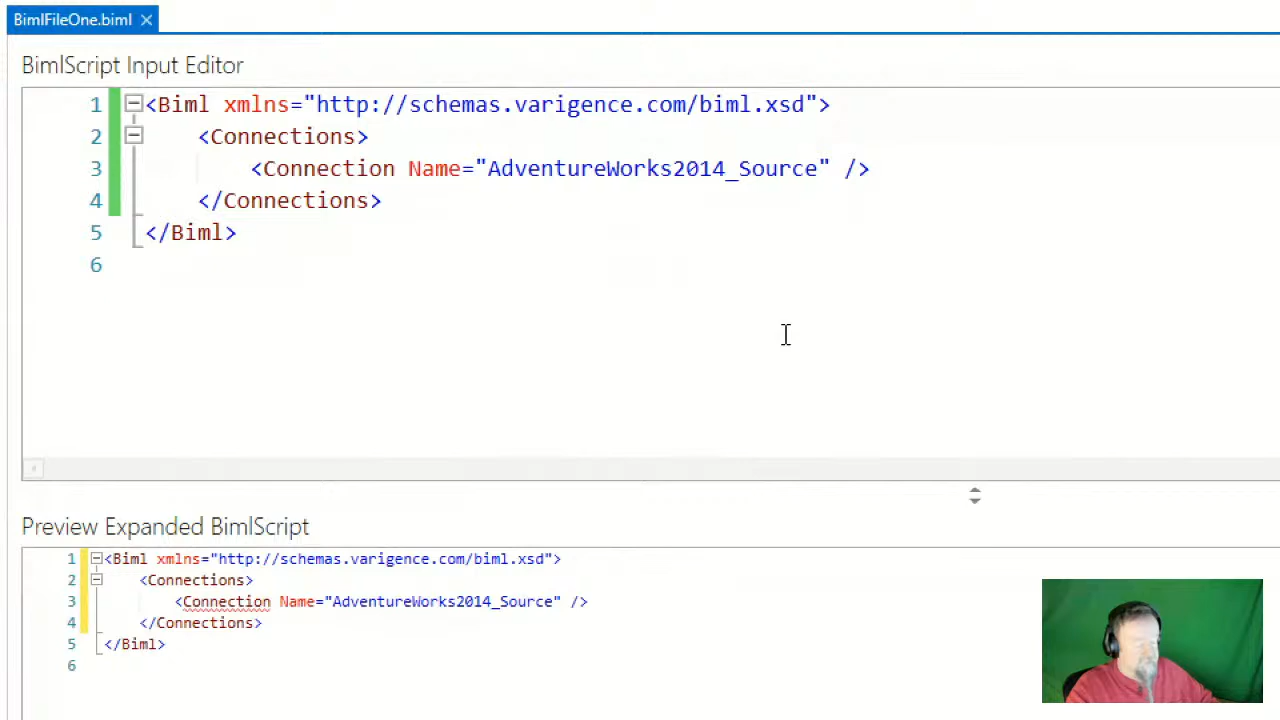 BimlFileOne.biml
BimlScript Input Editor
1 <Biml xmlns="http://schemas.varigence.com/biml.xsd">
2 <Connections>
3 <Connection Name="AdventureWorks2014_Source" />
4 </Connections>
5 </Biml>
6
Preview Expanded BimlScript
1 <Biml xmlns="http://schemas.varigence.com/biml.xsd">
2 <Connections>
3 <Connection Name="AdventureWorks2014_Source" />
4 </Connections>
5 </Biml>
6